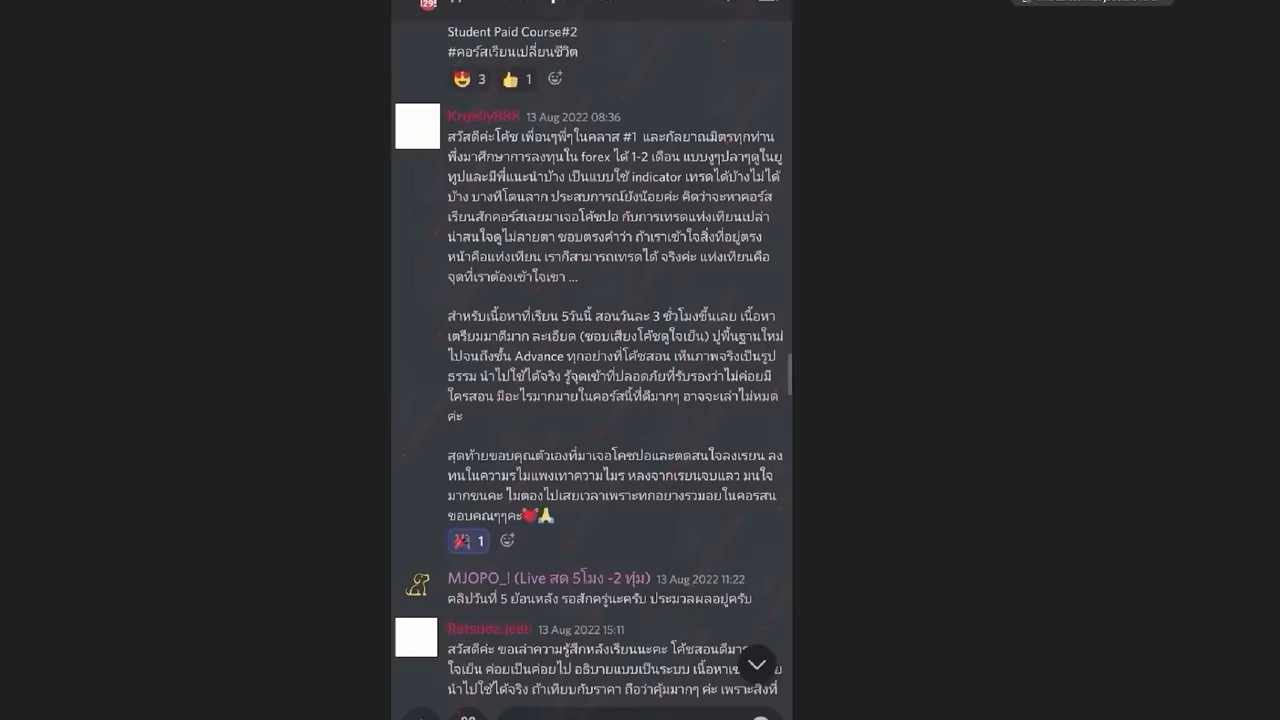 Student Paid Course#2
#คอร์สเรียนเปลี่ยนชีวิต
3 1
13 Aug 2022 08:36
สวัสดีค่ะโค้ช เพื่อนๆพี่ๆในคลาส #1 และกัลยาณมิตรทุกท่าน
พึ่งมาศึกษาการลงทุนใน forex ได้ 1-2 เดือน แบบงูๆปลาๆดูในยู
ทูปและมีพี่แนะนำบ้าง เป็นแบบใช้ indicator เทรดได้บ้างไม่ได้
บ้าง บางทีโดนลาก ประสบการณ์ยังน้อยค่ะ คิดว่าจะหาคอร์ส
เรียนสักคอร์สเลยมาเจอโค้ชปอ กับการเทรดแท่งเทียนเปล่า
น่าสนใจดูไม่ลายตา ชอบตรงคำว่า ถ้าเราเข้าใจสิ่งที่อยู่ตรง
หน้าคือแท่งเทียน เราก็สามารถเทรดได้ จริงค่ะ แท่งเทียนคือ
จุดที่เราต้องเข้าใจเขา ...
สำหรับเนื้อหาที่เรียน 5วันนี้ สอนวันละ 3 ชั่วโมงขึ้นเลย เนื้อหา
เตรียมมาดีมาก ละเอียด (ชอบเสียงโค้ชดูใจเย็น) ปูพื้นฐานใหม่
ไปจนถึงขั้น Advance ทุกอย่างที่โค้ชสอน เห็นภาพจริงเป็นรูป
ธรรม นำไปใช้ได้จริง รู้จุดเข้าที่ปลอดภัยที่รับรองว่าไม่ค่อยมี
ใครสอน มีอะไรมากมายในคอร์สนี้ที่ดีมากๆ อาจจะเล่าไม่หมด
ค่ะ
สุดท้ายขอบคุณตัวเองที่มาเจอโคชปอและตดสนใจลงเรียน ลง
ทนในความรไมแพงเทาความไมร หลงจากเรยนจบแลว มนใจ
มากขนคะ ไมตองไปเสยเวลาเพราะทกอยางรวมอยในคอรสน
ขอบคณๆๆคะ
1
MJOPO_! (Live สด 5โมง -2 ทุ่ม) 13 Aug 2022 11:22
คลิปวันที่ 5 ย้อนหลัง รอสักครู่นะครับ ประมวลผลอยู่ครับ
Ratsuda.jeab 13 Aug 2022 15:11
สวัสดีค่ะ ขอเล่าความรู้สึกหลังเรียนนะคะ โค้ชสอนดีมา
ใจเย็น ค่อยเป็นค่อยไป อธิบายแบบเป็นระบบ
นำไปใช้ได้จริง ถ้าเทียบกับราคา ถือว่าคุ้มมากๆ ค่ะ เพราะสิ่งที่